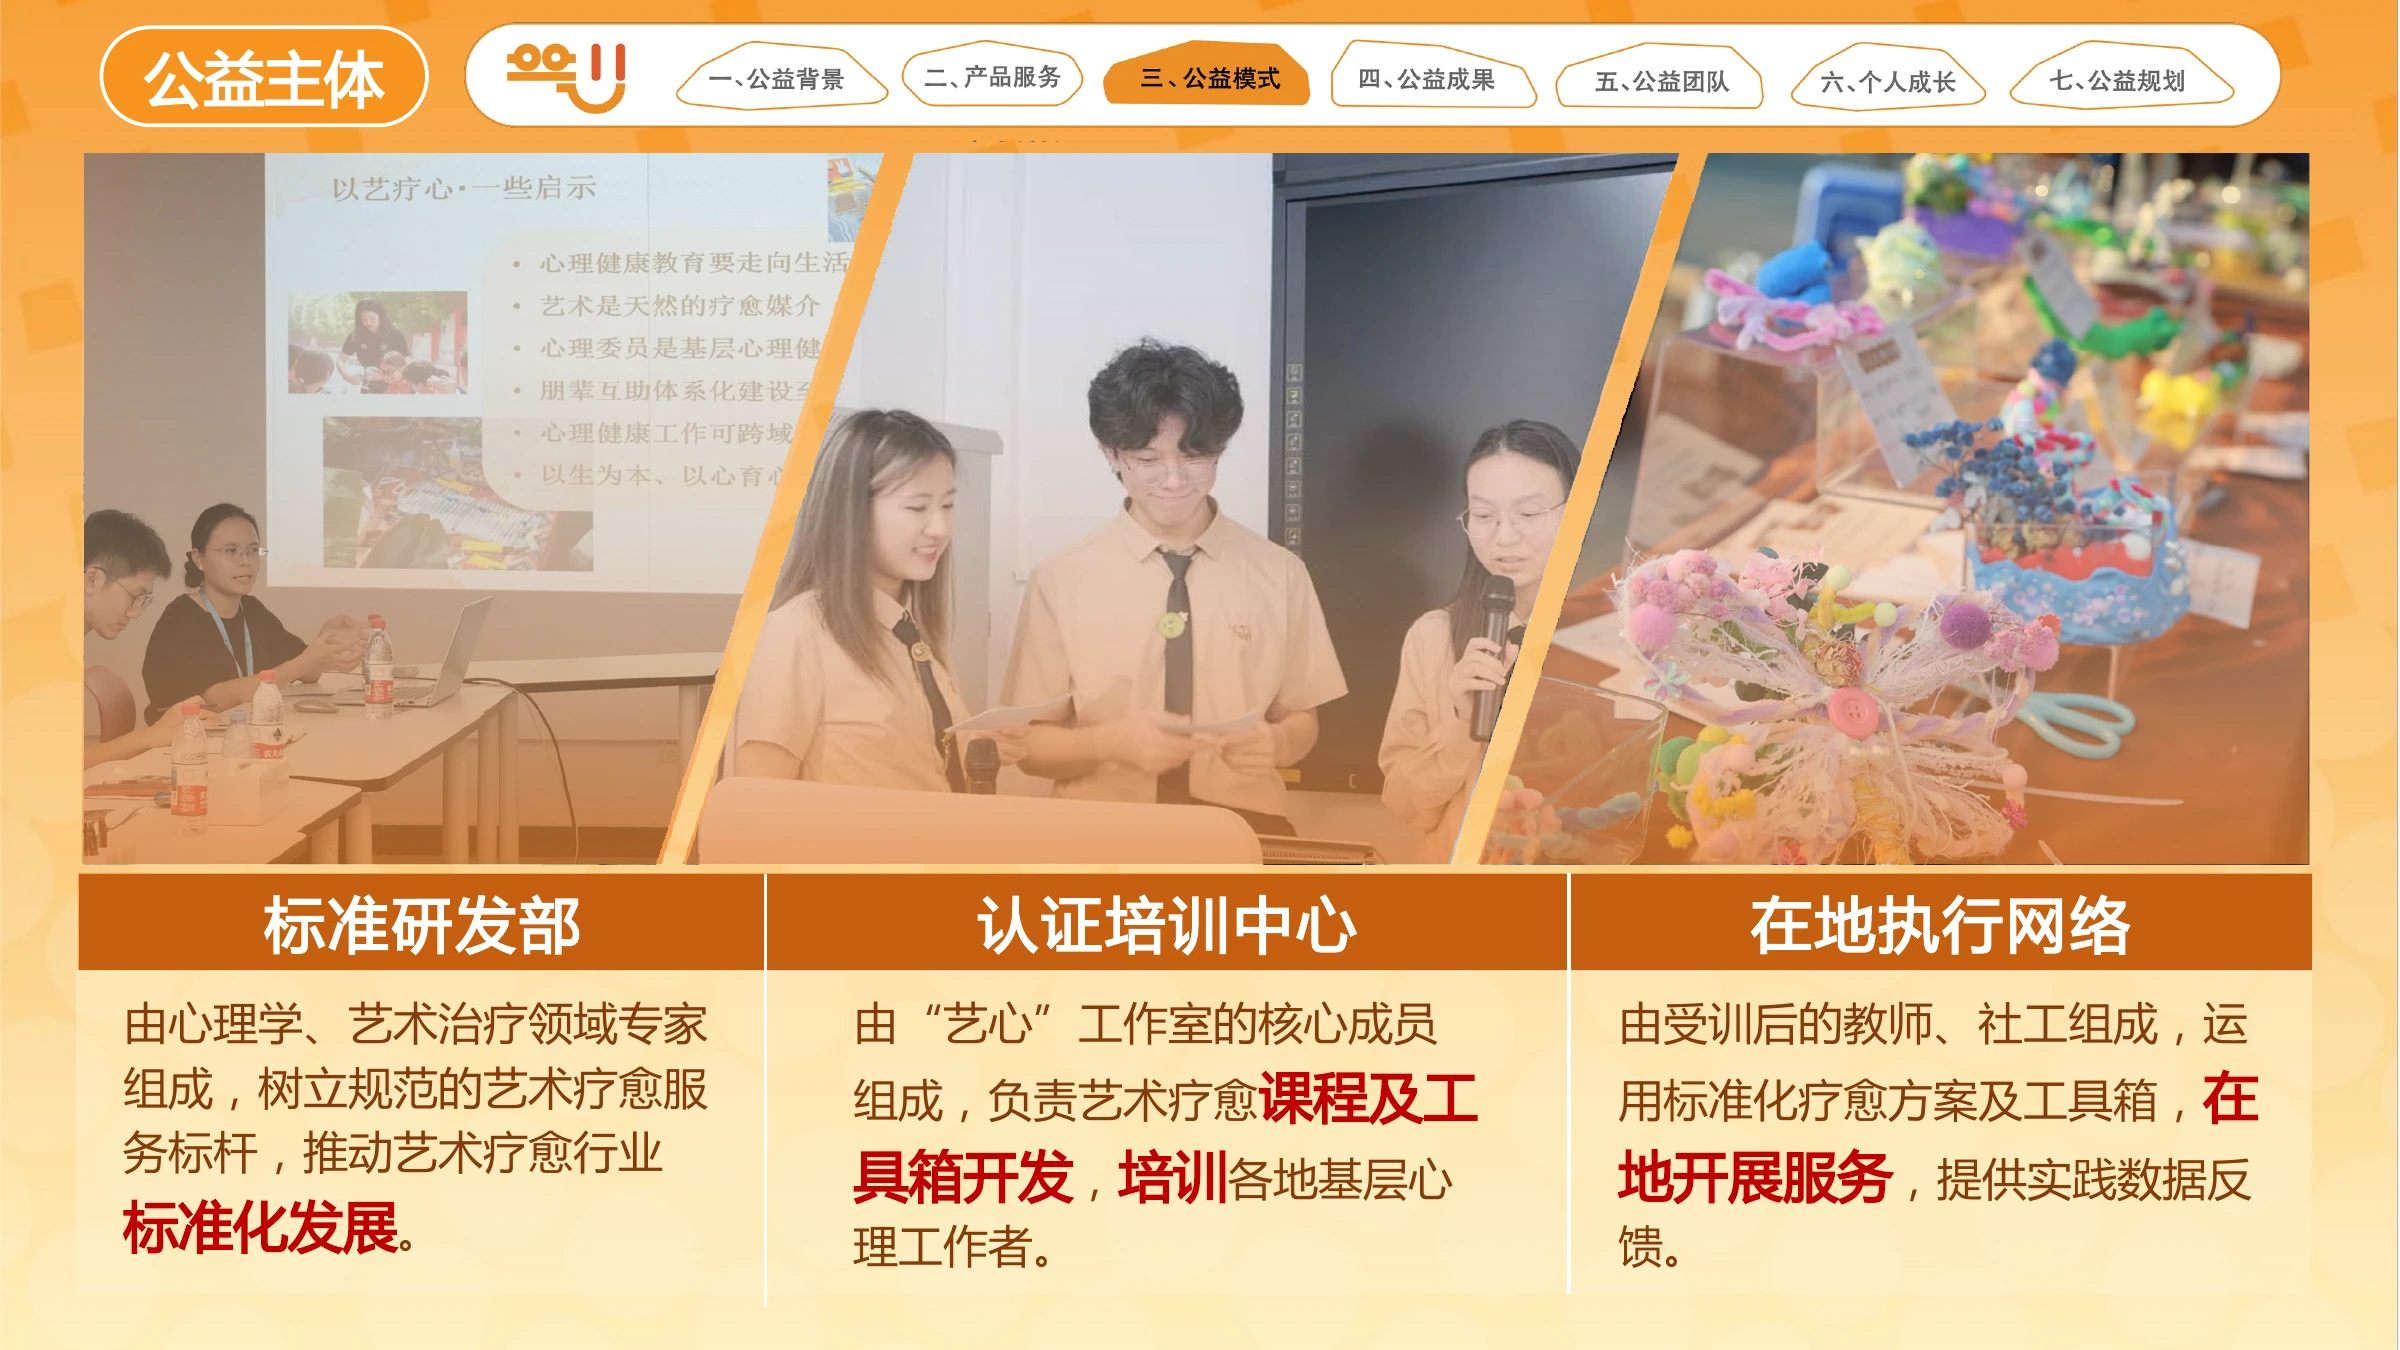 公益主体
一、公益背景
二、产品服务
三、公益模式
四、公益成果
五、公益团队
六、个人成长
七、公益规划
以艺疗心·一些启示
• 心理健康教育要走向生活
• 艺术是天然的疗愈媒介
• 心理委员是基层心理健
• 朋辈互助体系化建设至
• 心理健康工作可跨域
• 以生为本、以心育心
标准研发部
由心理学、艺术治疗领域专家
组成，树立规范的艺术疗愈服
务标杆，推动艺术疗愈行业
标准化发展。
认证培训中心
由“艺心”工作室的核心成员
组成，负责艺术疗愈课程及工
具箱开发，培训各地基层心
理工作者。
在地执行网络
由受训后的教师、社工组成，运
用标准化疗愈方案及工具箱，在
地开展服务，提供实践数据反
馈。